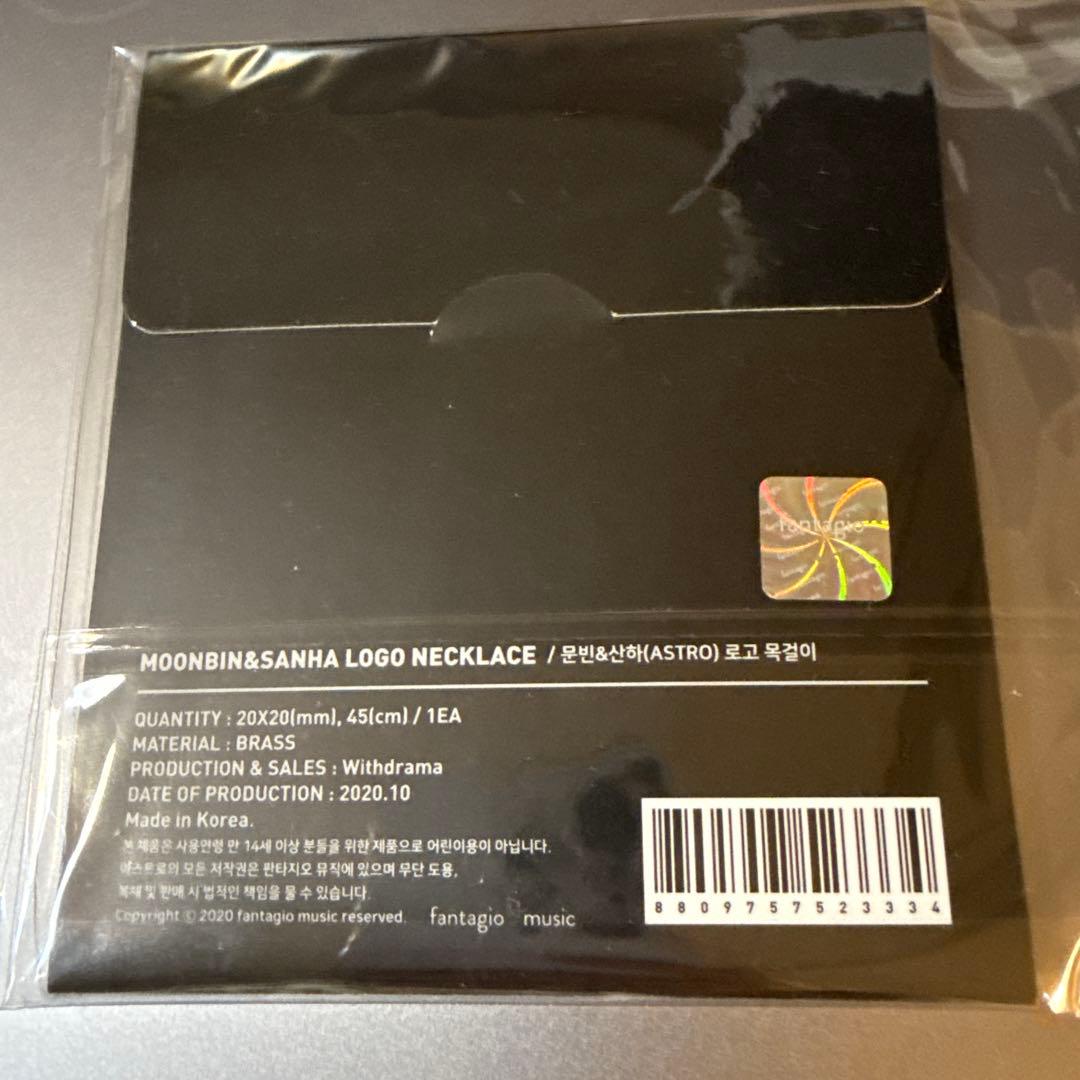 fantagio
MOONBIN&SANHA LOGO NECKLACE / 문빈&산하(ASTRO) 로고 목걸이
QUANTITY : 20X20(mm), 45(cm) / 1EA
MATERIAL : BRASS
PRODUCTION & SALES : Withdrama
DATE OF PRODUCTION : 2020.10
Made in Korea.
본 제품은 사용연령 만 14세 이상 분들을 위한 제품으로 어린이용이 아닙니다.
아스트로의 모든 저작권은 판타지오 뮤직에 있으며 무단 도용,
복제 및 판매 시 법적인 책임을 물 수 있습니다.
Copyright © 2020 fantagio music reserved. fantagio music
8809757523334